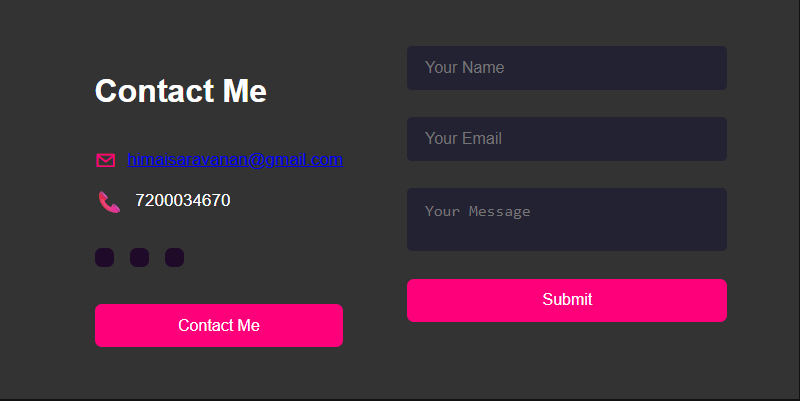 Contact Me
himaisaravanan@gmail.com
7200034670
Contact Me
Your Name
Your Email
Your Message
Submit